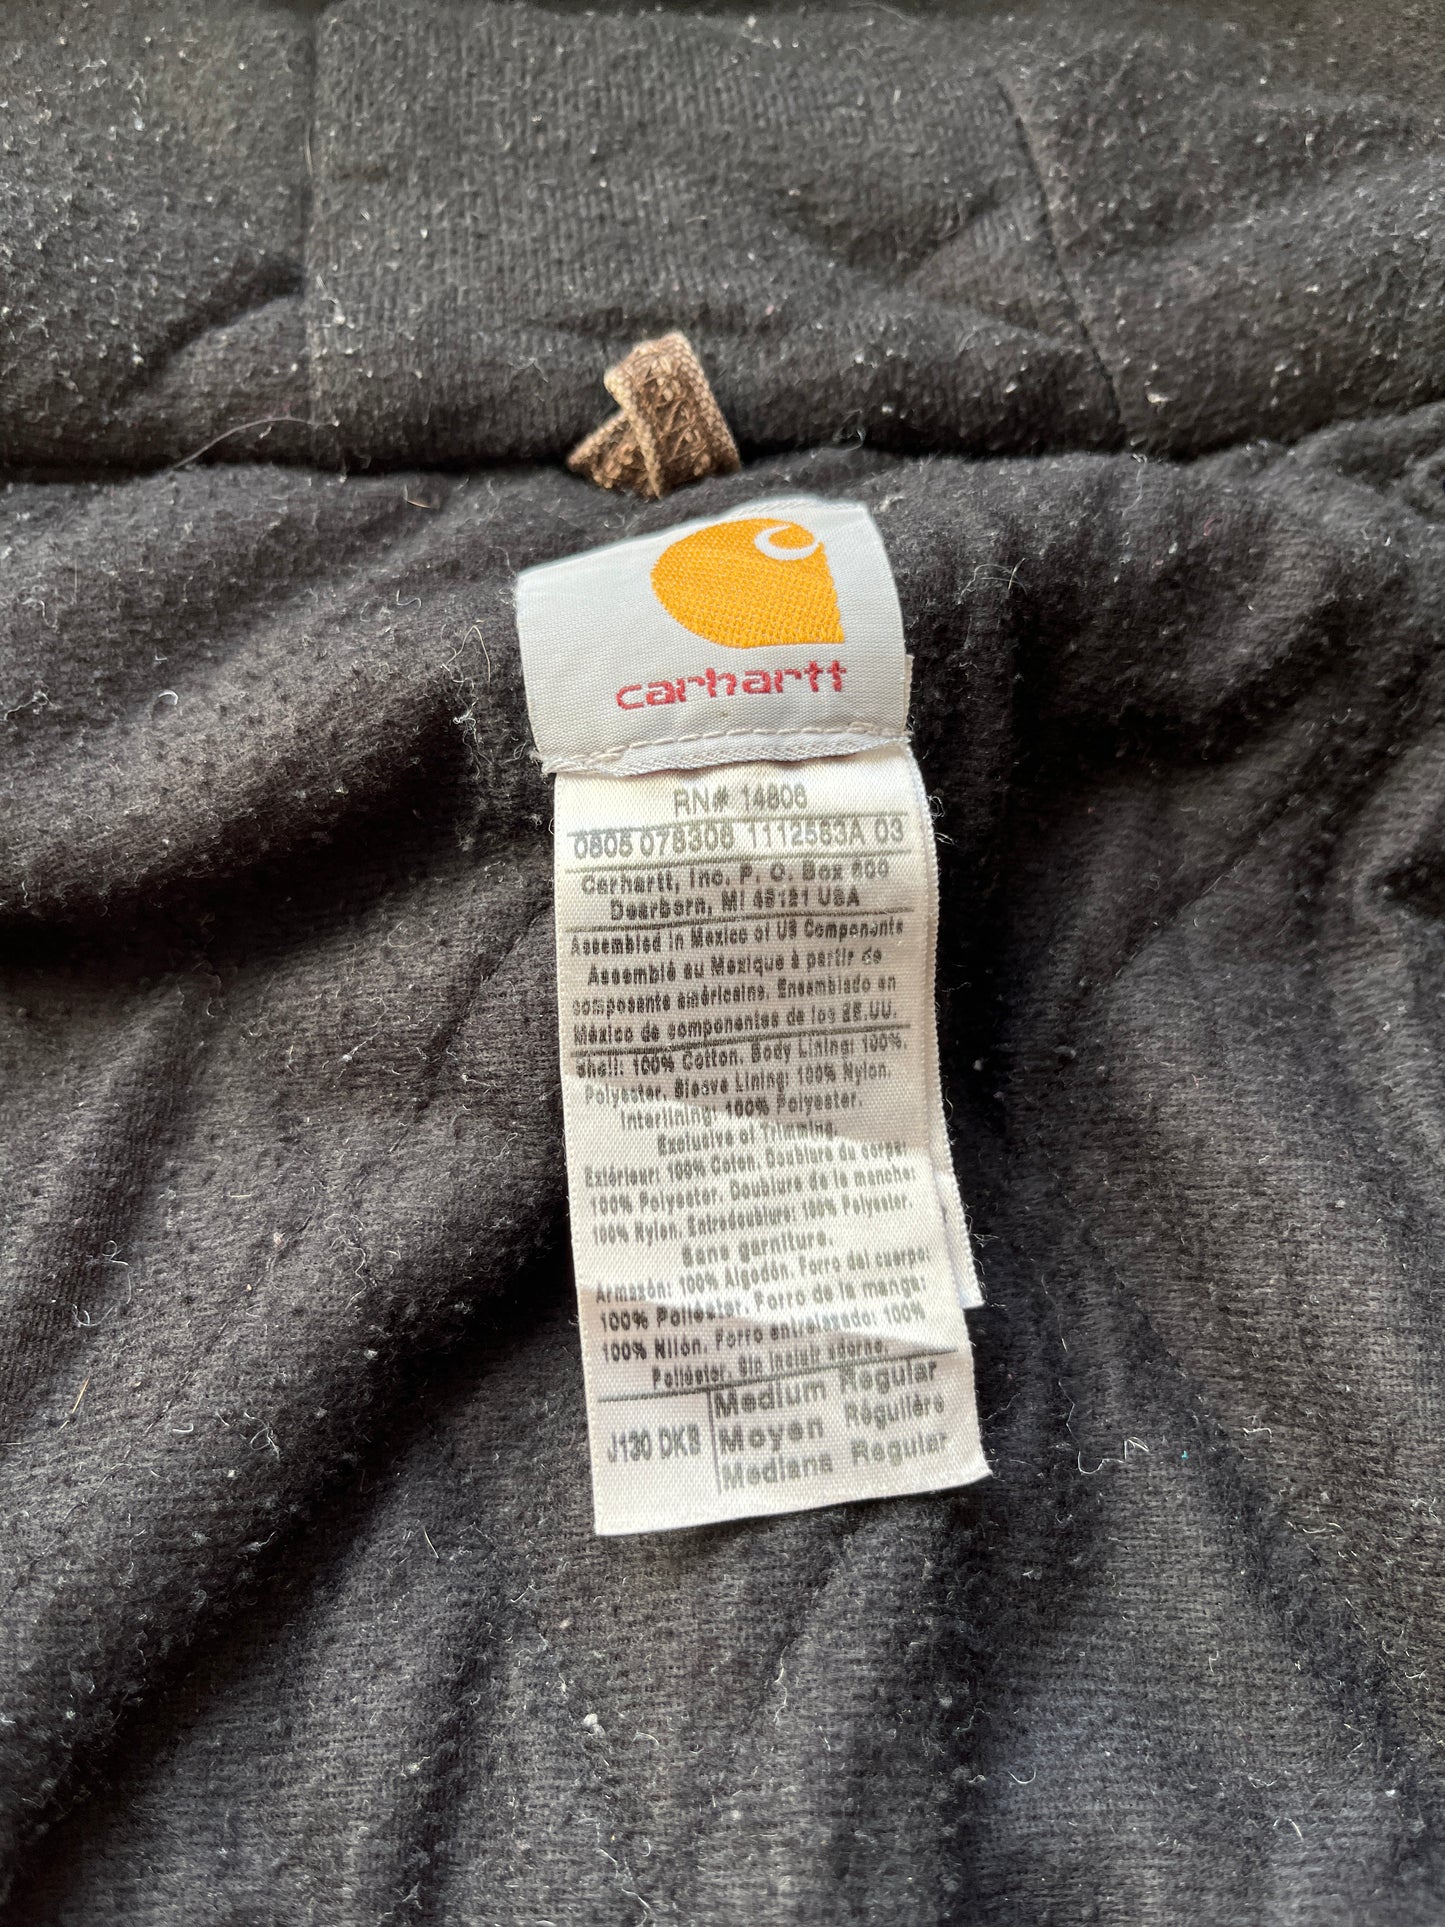 carhartt
RN# 14806
0805 078306 1112563A 03
Carhartt, Inc. P. O. Box 600
Dearborn, MI 48121 USA
Assembled in Mexico of US Components
Assemblé au Mexique à partir de
composants américains. Ensamblado en
México de componentes de los EE.UU.
Shell: 100% Cotton. Body Lining: 100%.
Polyester. Sleeve Lining: 100% Nylon.
Interlining: 100% Polyester.
Exclusive of Trimming.
Extérieur: 100% Coton. Doublure du corps:
100% Polyester. Doublure de la manche:
100% Nylon. Entredoublure: 100% Polyester.
Sans garniture.
Armazón: 100% Algodón. Forro del cuerpo:
100% Poliéster. Forro de la manga:
100% Nilón. Forro entrelazado: 100%
Poliéster. Sin incluir adorno.
J130 DKB
Medium Regular
Moyen Régulière
Mediana Regular